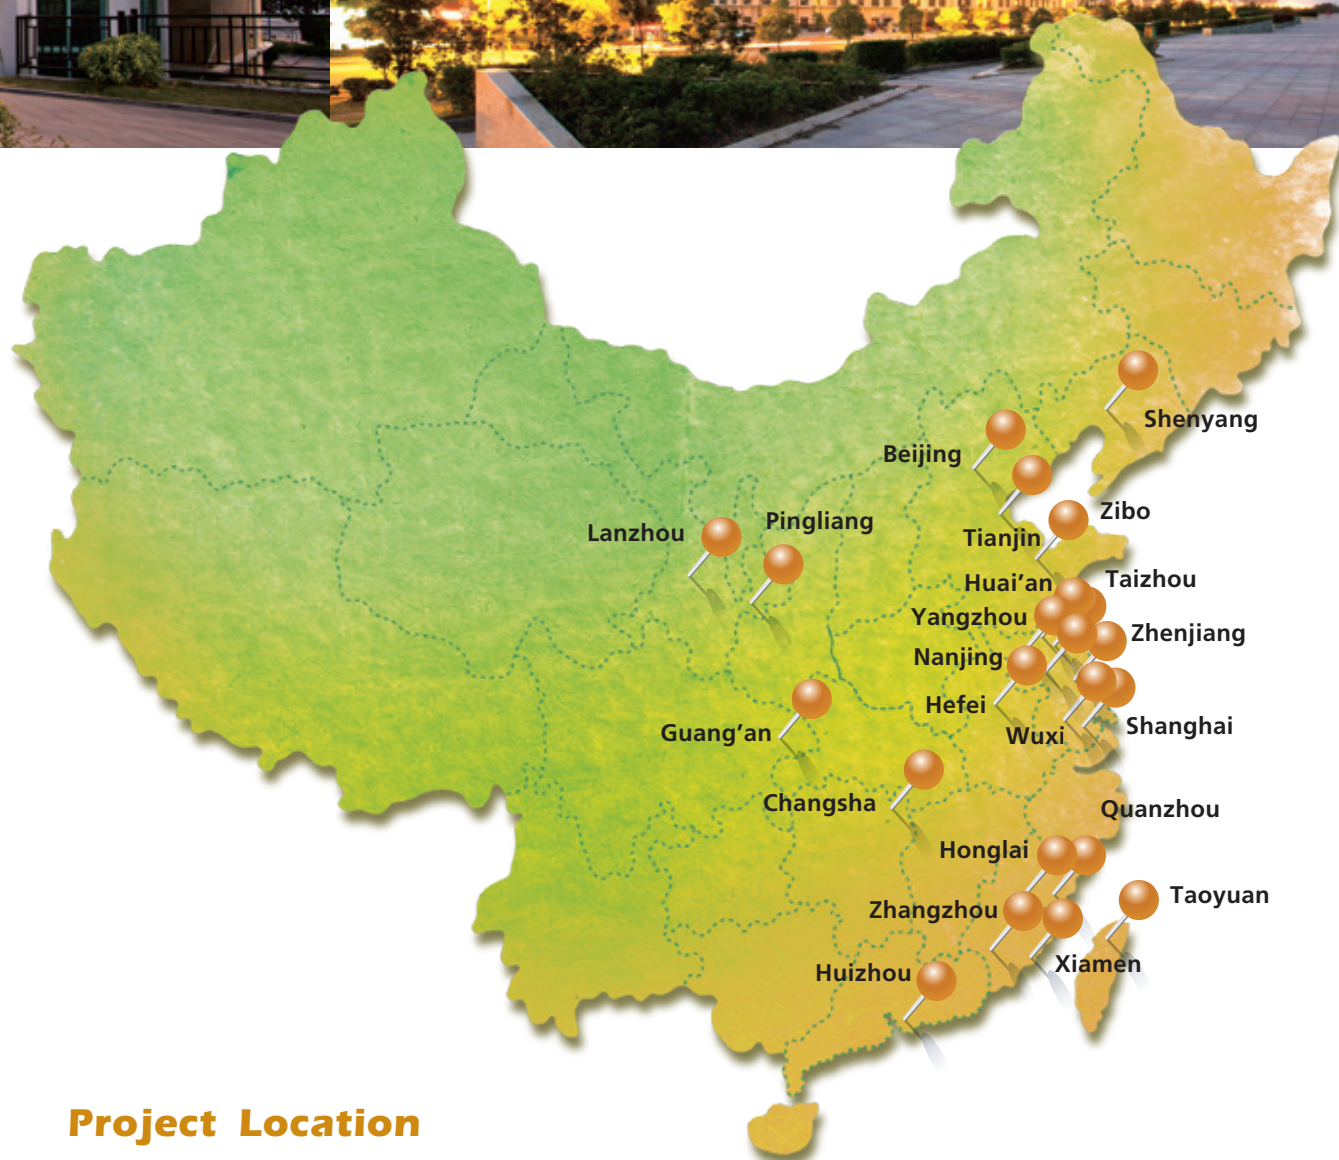 Shenyang
Beijing
Zibo
Pingliang
Lanzhou
Tianjin
Taizhou
Huai’an
Yangzhou
Zhenjiang
Nanjing
Hefei
Shanghai
Guang’an
Wuxi
Changsha
Quanzhou
Honglai
Taoyuan
Zhangzhou
Xiamen
Huizhou
Project Location